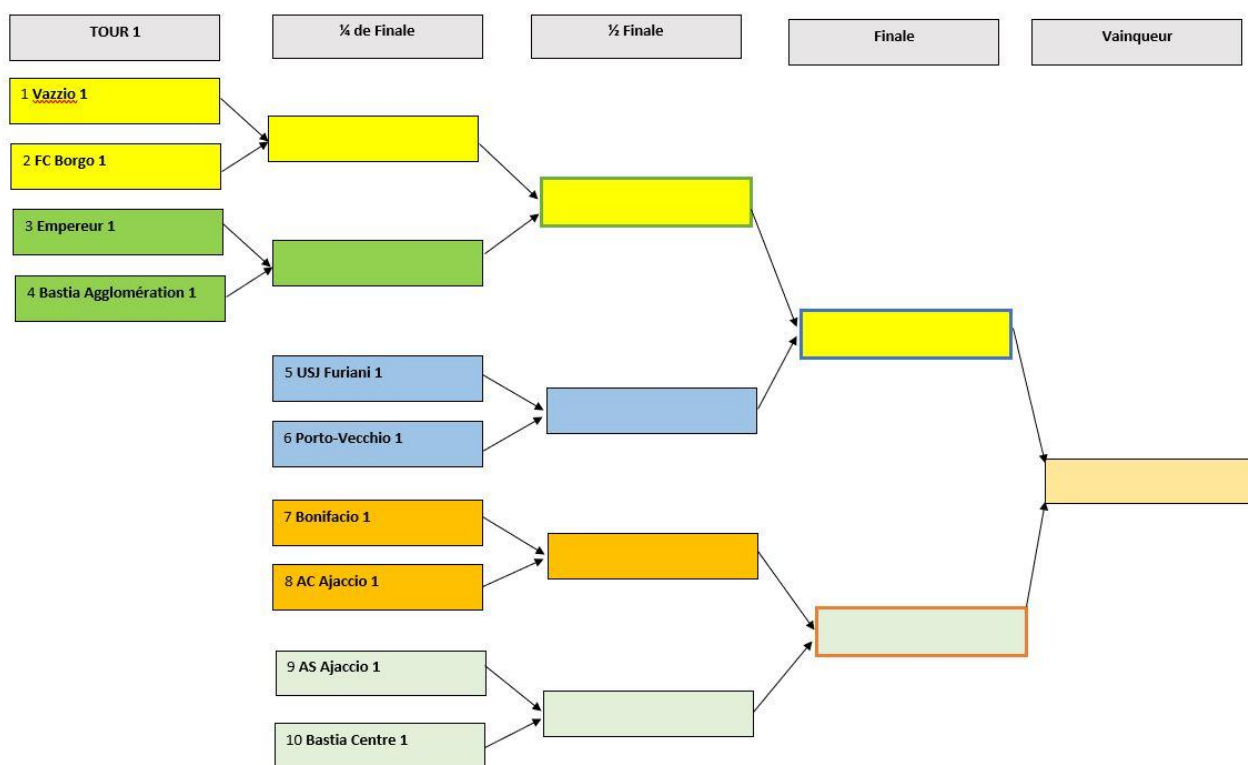 TOUR 1
¼ de Finale
½ Finale
Finale
Vainqueur
1 Vazzio 1
2 FC Borgo 1
3 Empereur 1
4 Bastia Agglomération 1
5 USJ Furiani 1
6 Porto-Vecchio 1
7 Bonifacio 1
8 AC Ajaccio 1
9 AS Ajaccio 1
10 Bastia Centre 1